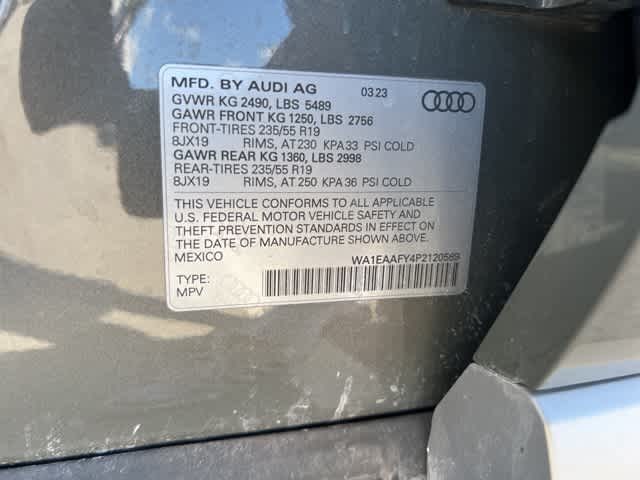 MFD. BY AUDI AG 03 23
GVWR KG 2490, LBS 5489
GAWR FRONT KG 1250, LBS 2756
FRONT-TIRES 235/55 R19
8JX19 RIMS, AT 230 KPA 33 PSI COLD
GAWR REAR KG 1360, LBS 2998
REAR-TIRES 235/55 R19
8JX19 RIMS, AT 250 KPA 36 PSI COLD
THIS VEHICLE CONFORMS TO ALL APPLICABLE
U.S. FEDERAL MOTOR VEHICLE SAFETY AND
THEFT PREVENTION STANDARDS IN EFFECT ON
THE DATE OF MANUFACTURE SHOWN ABOVE.
MEXICO WA1EAAFY4P2120589
TYPE:
MPV